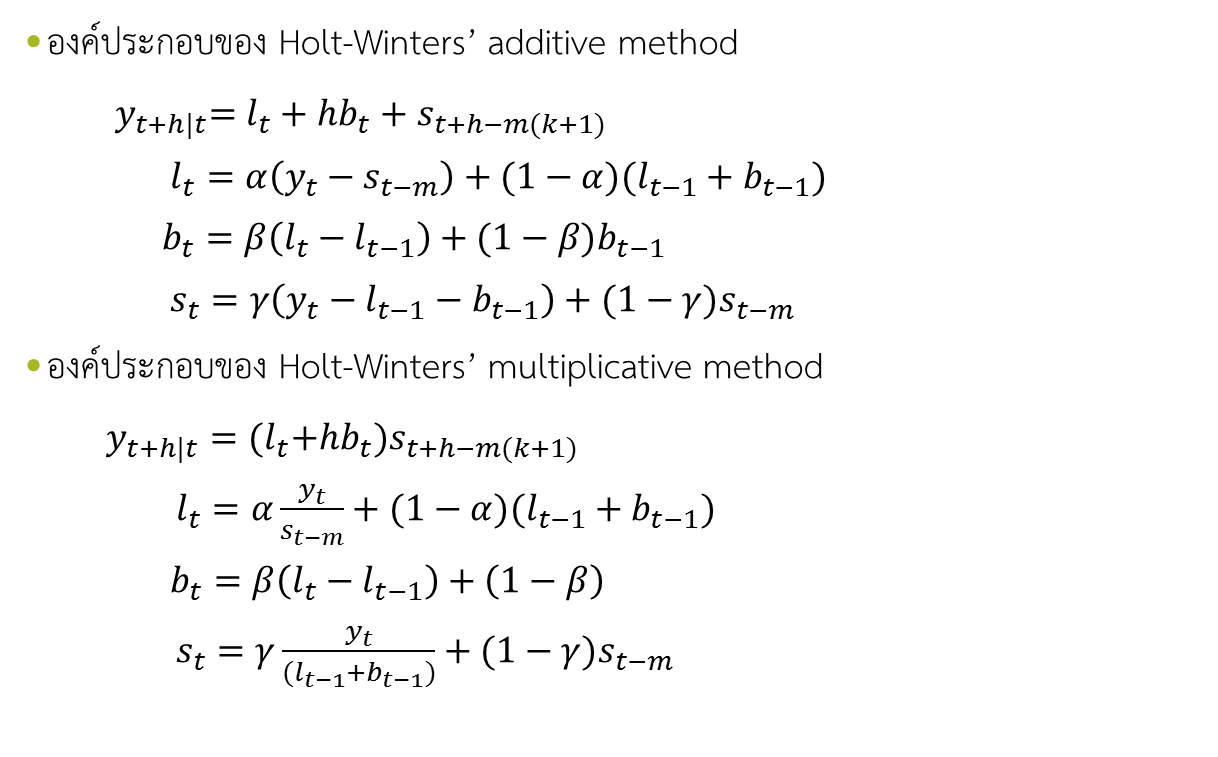 •องค์ประกอบของ Holt-Winters’ additive method
y_{t+h|t} = l_t + hb_t + s_{t+h−m(k+1)}
l_t = α(y_t − s_{t−m}) + (1 − α)(l_{t−1} + b_{t−1})
b_t = β(l_t − l_{t−1}) + (1 − β)b_{t−1}
s_t = γ(y_t − l_{t−1} − b_{t−1}) + (1 − γ)s_{t−m}
•องค์ประกอบของ Holt-Winters’ multiplicative method
y_{t+h|t} = (l_t+hb_t)s_{t+h−m(k+1)}
l_t = α \frac{y_t}{s_{t−m}} + (1 − α)(l_{t−1} + b_{t−1})
b_t = β(l_t − l_{t−1}) + (1 − β)
s_t = γ \frac{y_t}{(l_{t−1}+b_{t−1})} + (1 − γ)s_{t−m}